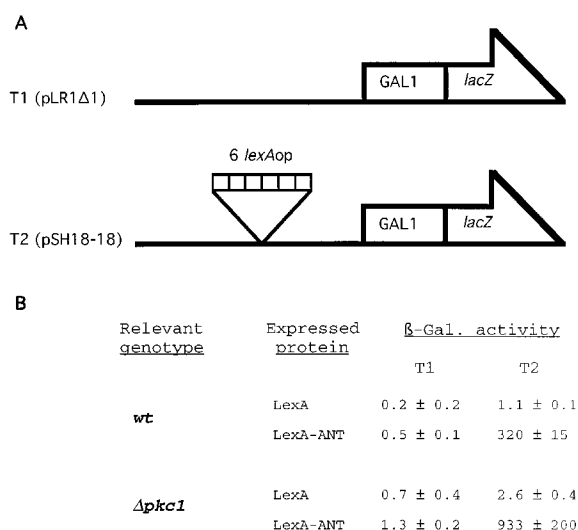 A
GAL1 lacZ
T1 (pLR1Δ1)
6 lexAop
GAL1 lacZ
T2 (pSH18-18)
B
Relevant Expressed ß-Gal. activity
genotype protein
T1 T2
LexA 0.2 ± 0.2 1.1 ± 0.1
wt
LexA-ANT 0.5 ± 0.1 320 ± 15
LexA 0.7 ± 0.4 2.6 ± 0.4
Δpkc1
LexA-ANT 1.3 ± 0.2 933 ± 200